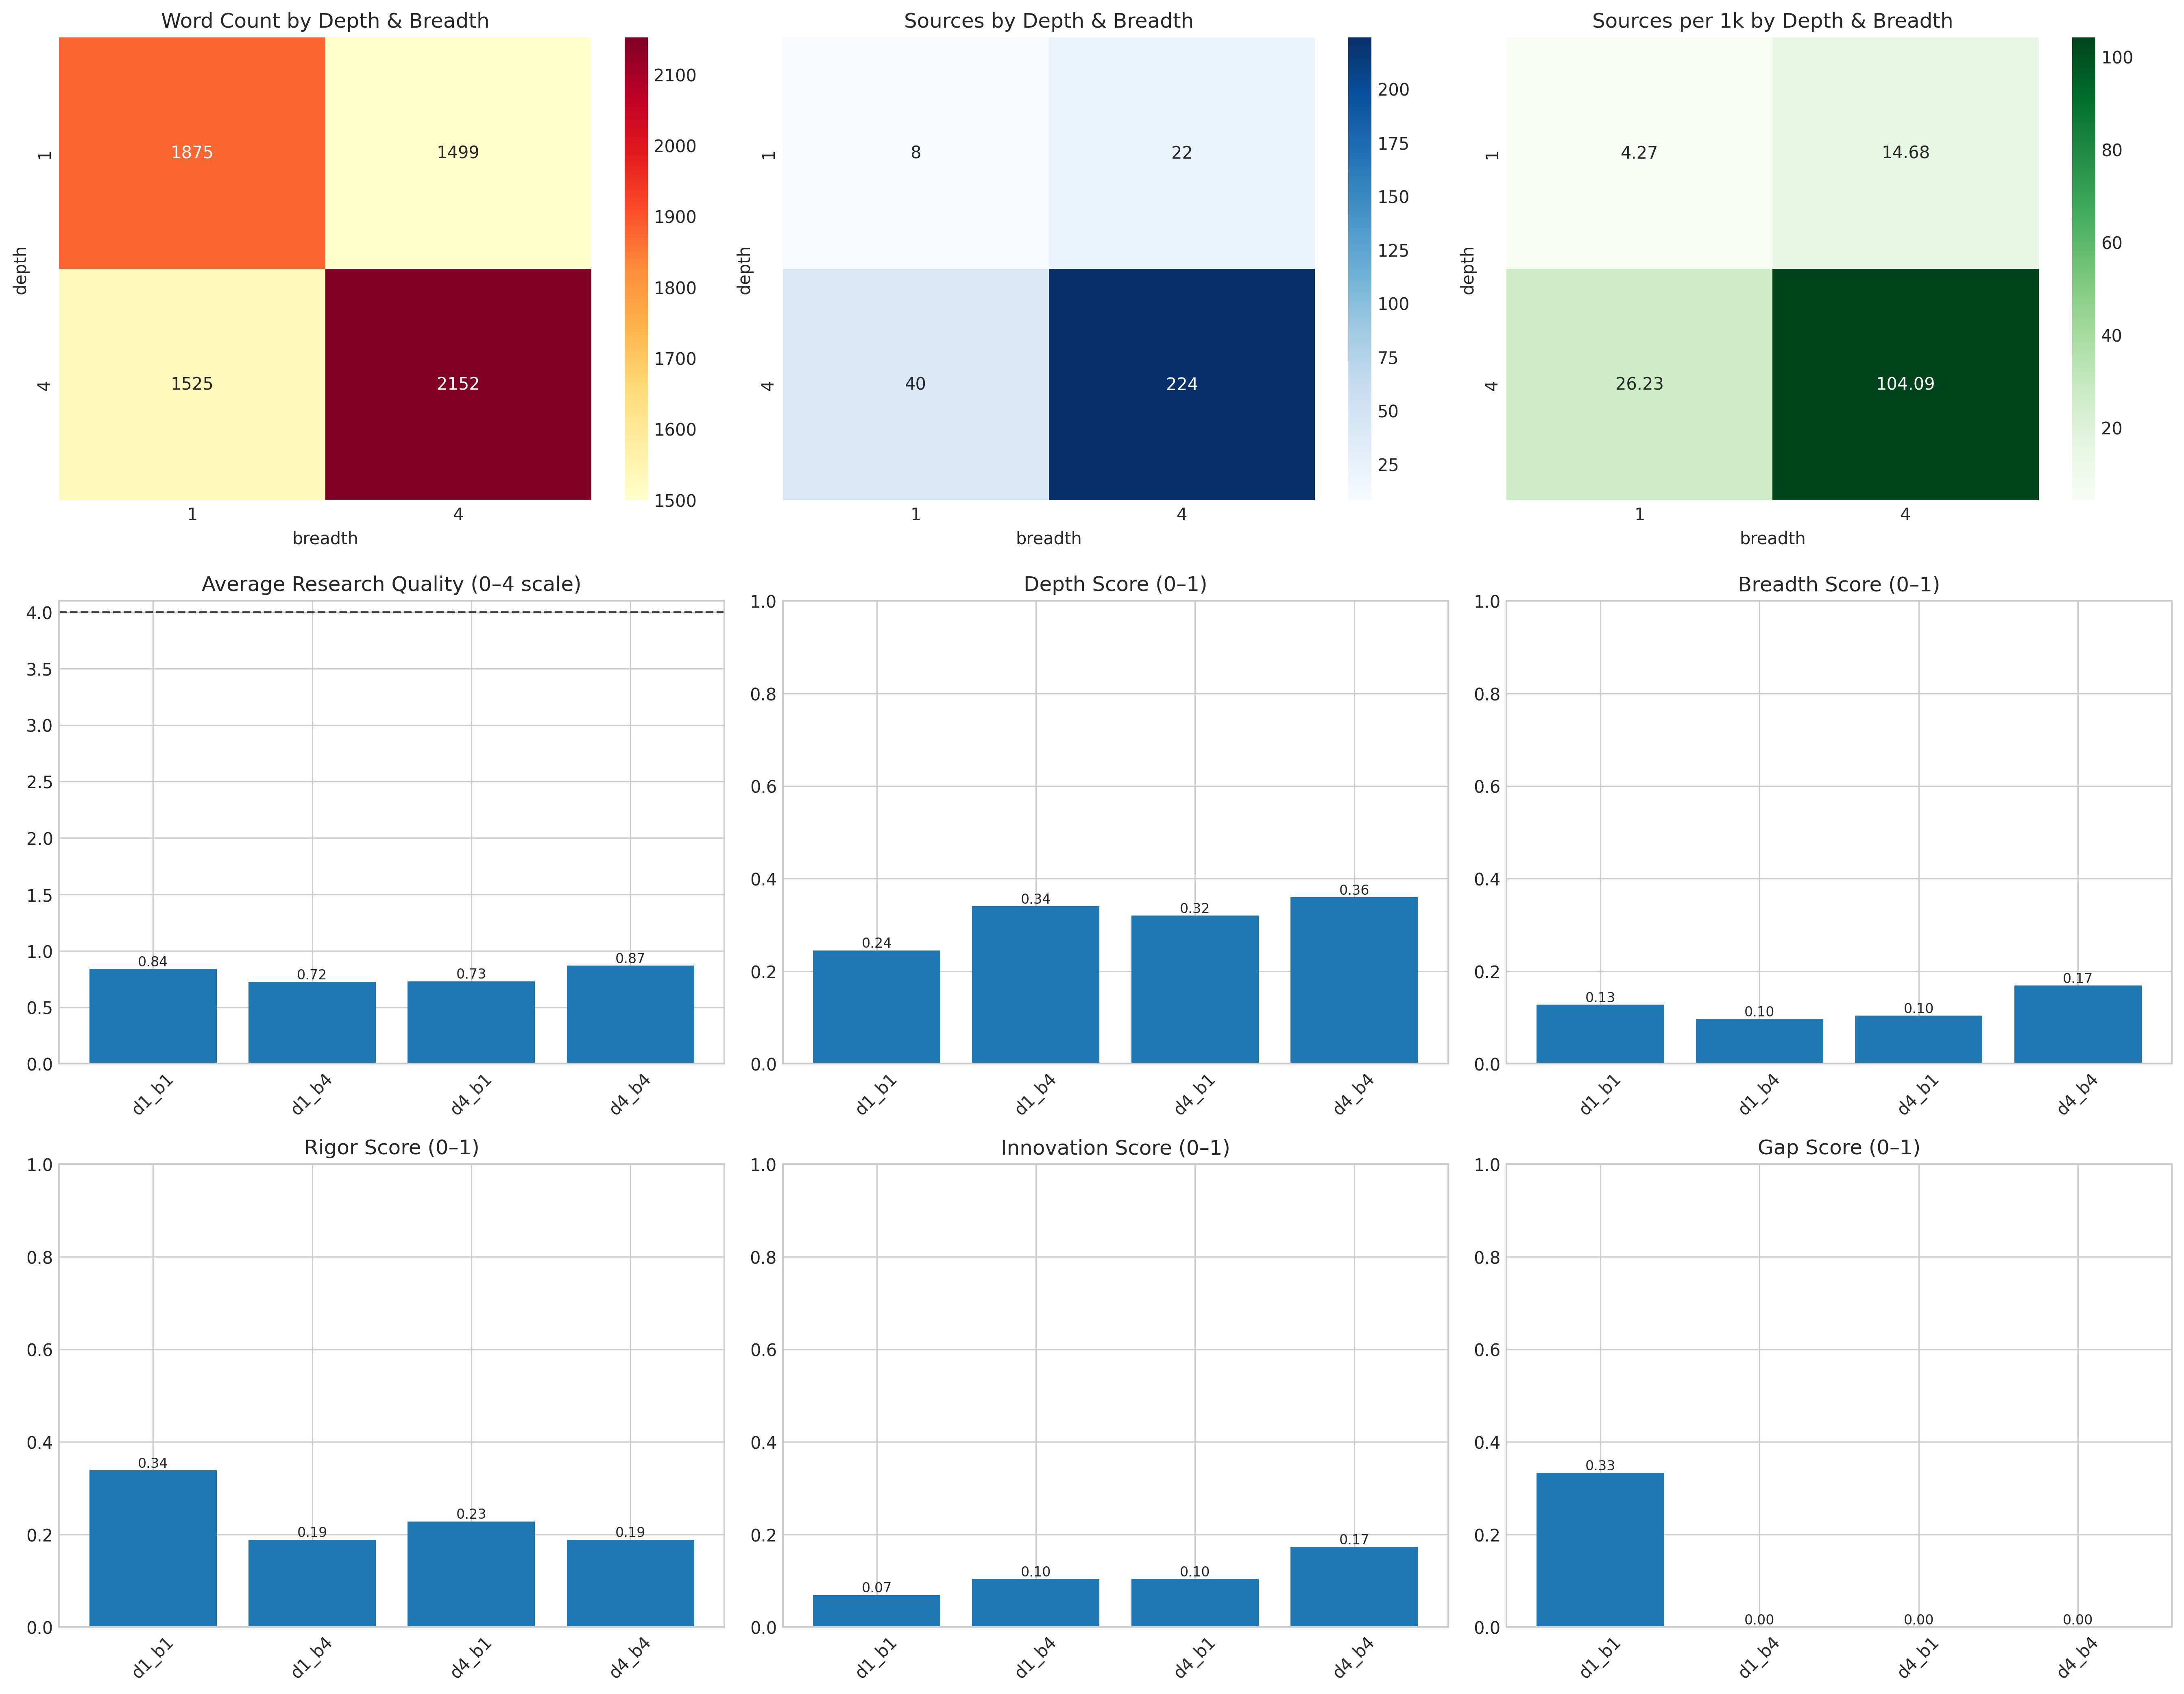 Word Count by Depth & Breadth
1875
1499
1525
2152
1
4
depth
1
4
breadth
2100
2000
1900
1800
1700
1600
1500
Sources by Depth & Breadth
8
22
40
224
1
4
depth
1
4
breadth
200
175
150
125
100
75
50
25
Sources per 1k by Depth & Breadth
4.27
14.68
26.23
104.09
1
4
depth
1
4
breadth
100
80
60
40
20
Average Research Quality (0–4 scale)
4.0
3.5
3.0
2.5
2.0
1.5
1.0
0.5
0.0
0.84
0.72
0.73
0.87
d1_b1
d1_b4
d4_b1
d4_b4
Depth Score (0–1)
1.0
0.8
0.6
0.4
0.2
0.0
0.24
0.34
0.32
0.36
d1_b1
d1_b4
d4_b1
d4_b4
Breadth Score (0–1)
1.0
0.8
0.6
0.4
0.2
0.0
0.13
0.10
0.10
0.17
d1_b1
d1_b4
d4_b1
d4_b4
Rigor Score (0–1)
1.0
0.8
0.6
0.4
0.2
0.0
0.34
0.19
0.23
0.19
d1_b1
d1_b4
d4_b1
d4_b4
Innovation Score (0–1)
1.0
0.8
0.6
0.4
0.2
0.0
0.07
0.10
0.10
0.17
d1_b1
d1_b4
d4_b1
d4_b4
Gap Score (0–1)
1.0
0.8
0.6
0.4
0.2
0.0
0.33
0.00
0.00
0.00
d1_b1
d1_b4
d4_b1
d4_b4